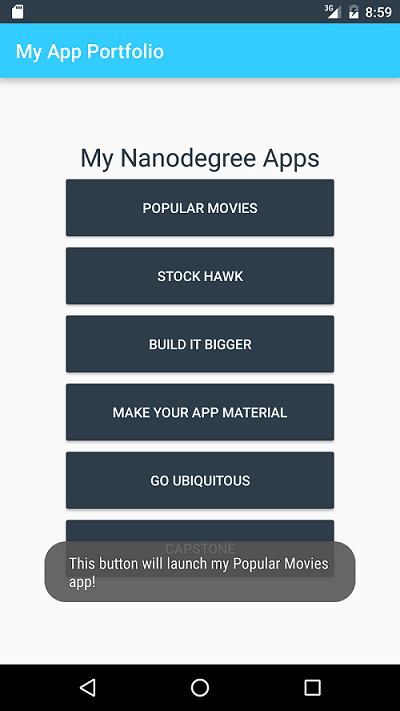 3G 8:59
My App Portfolio
My Nanodegree Apps
POPULAR MOVIES
STOCK HAWK
BUILD IT BIGGER
MAKE YOUR APP MATERIAL
GO UBIQUITOUS
CAPSTONE
This button will launch my Popular Movies
app!